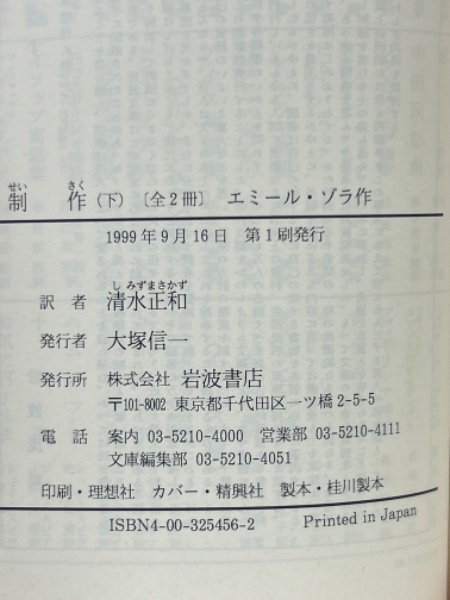 せい さく
制 作(下)〔全2冊〕 エミール・ゾラ作
1999年9月16日 第1刷発行
し みずまさかず
訳 者 清水正和
発行者 大塚信一
発行所 株式会社 岩波書店
〒101-8002 東京都千代田区一ツ橋2-5-5
電 話 案内 03-5210-4000 営業部 03-5210-4111
文庫編集部 03-5210-4051
印刷・理想社 カバー・精興社 製本・桂川製本
ISBN4-00-325456-2 Printed in Japan